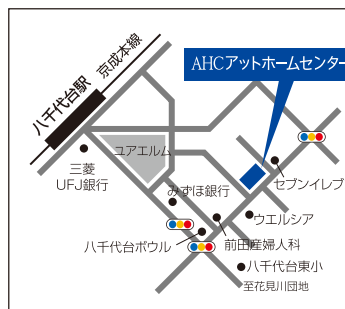 京成本線
八千代台駅
AHCアットホームセンター
ユアエルム
三菱
UFJ銀行
みずほ銀行
セブンイレブ
ウエルシア
八千代台ボウル
前田産婦人科
八千代台東小
至花見川団地